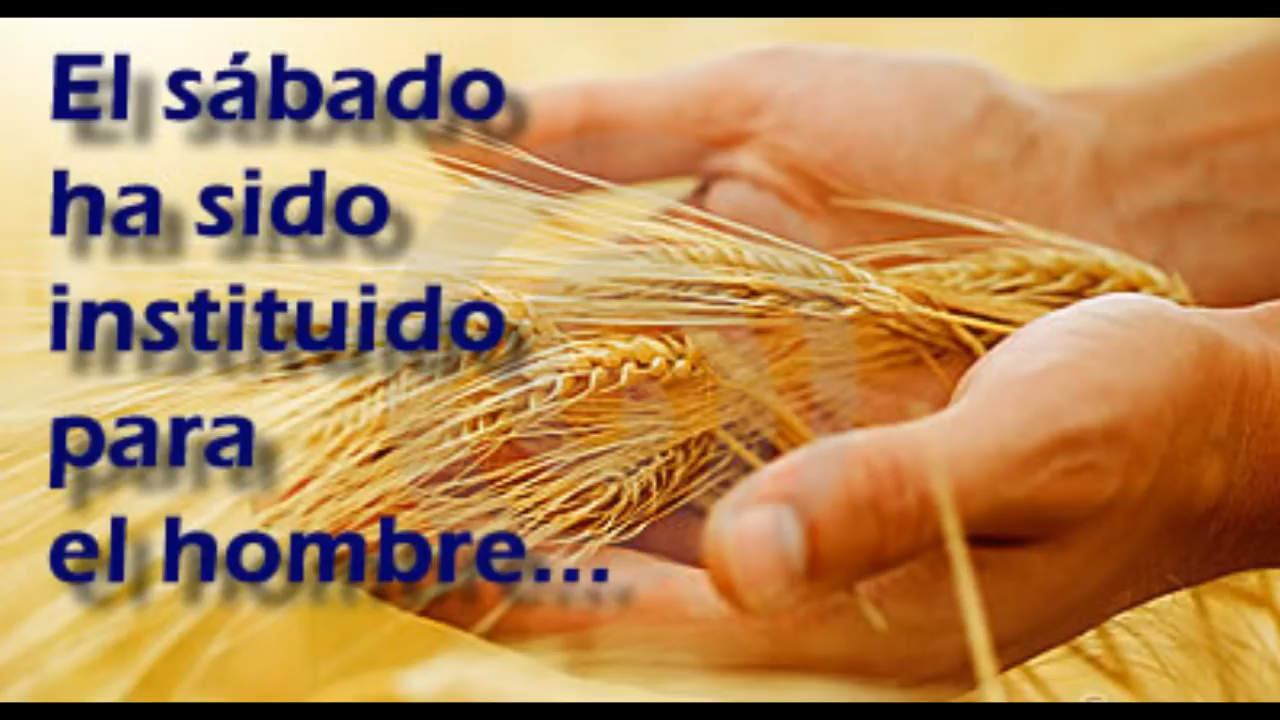 El sábado
ha sido
instituido
para
el hombre...